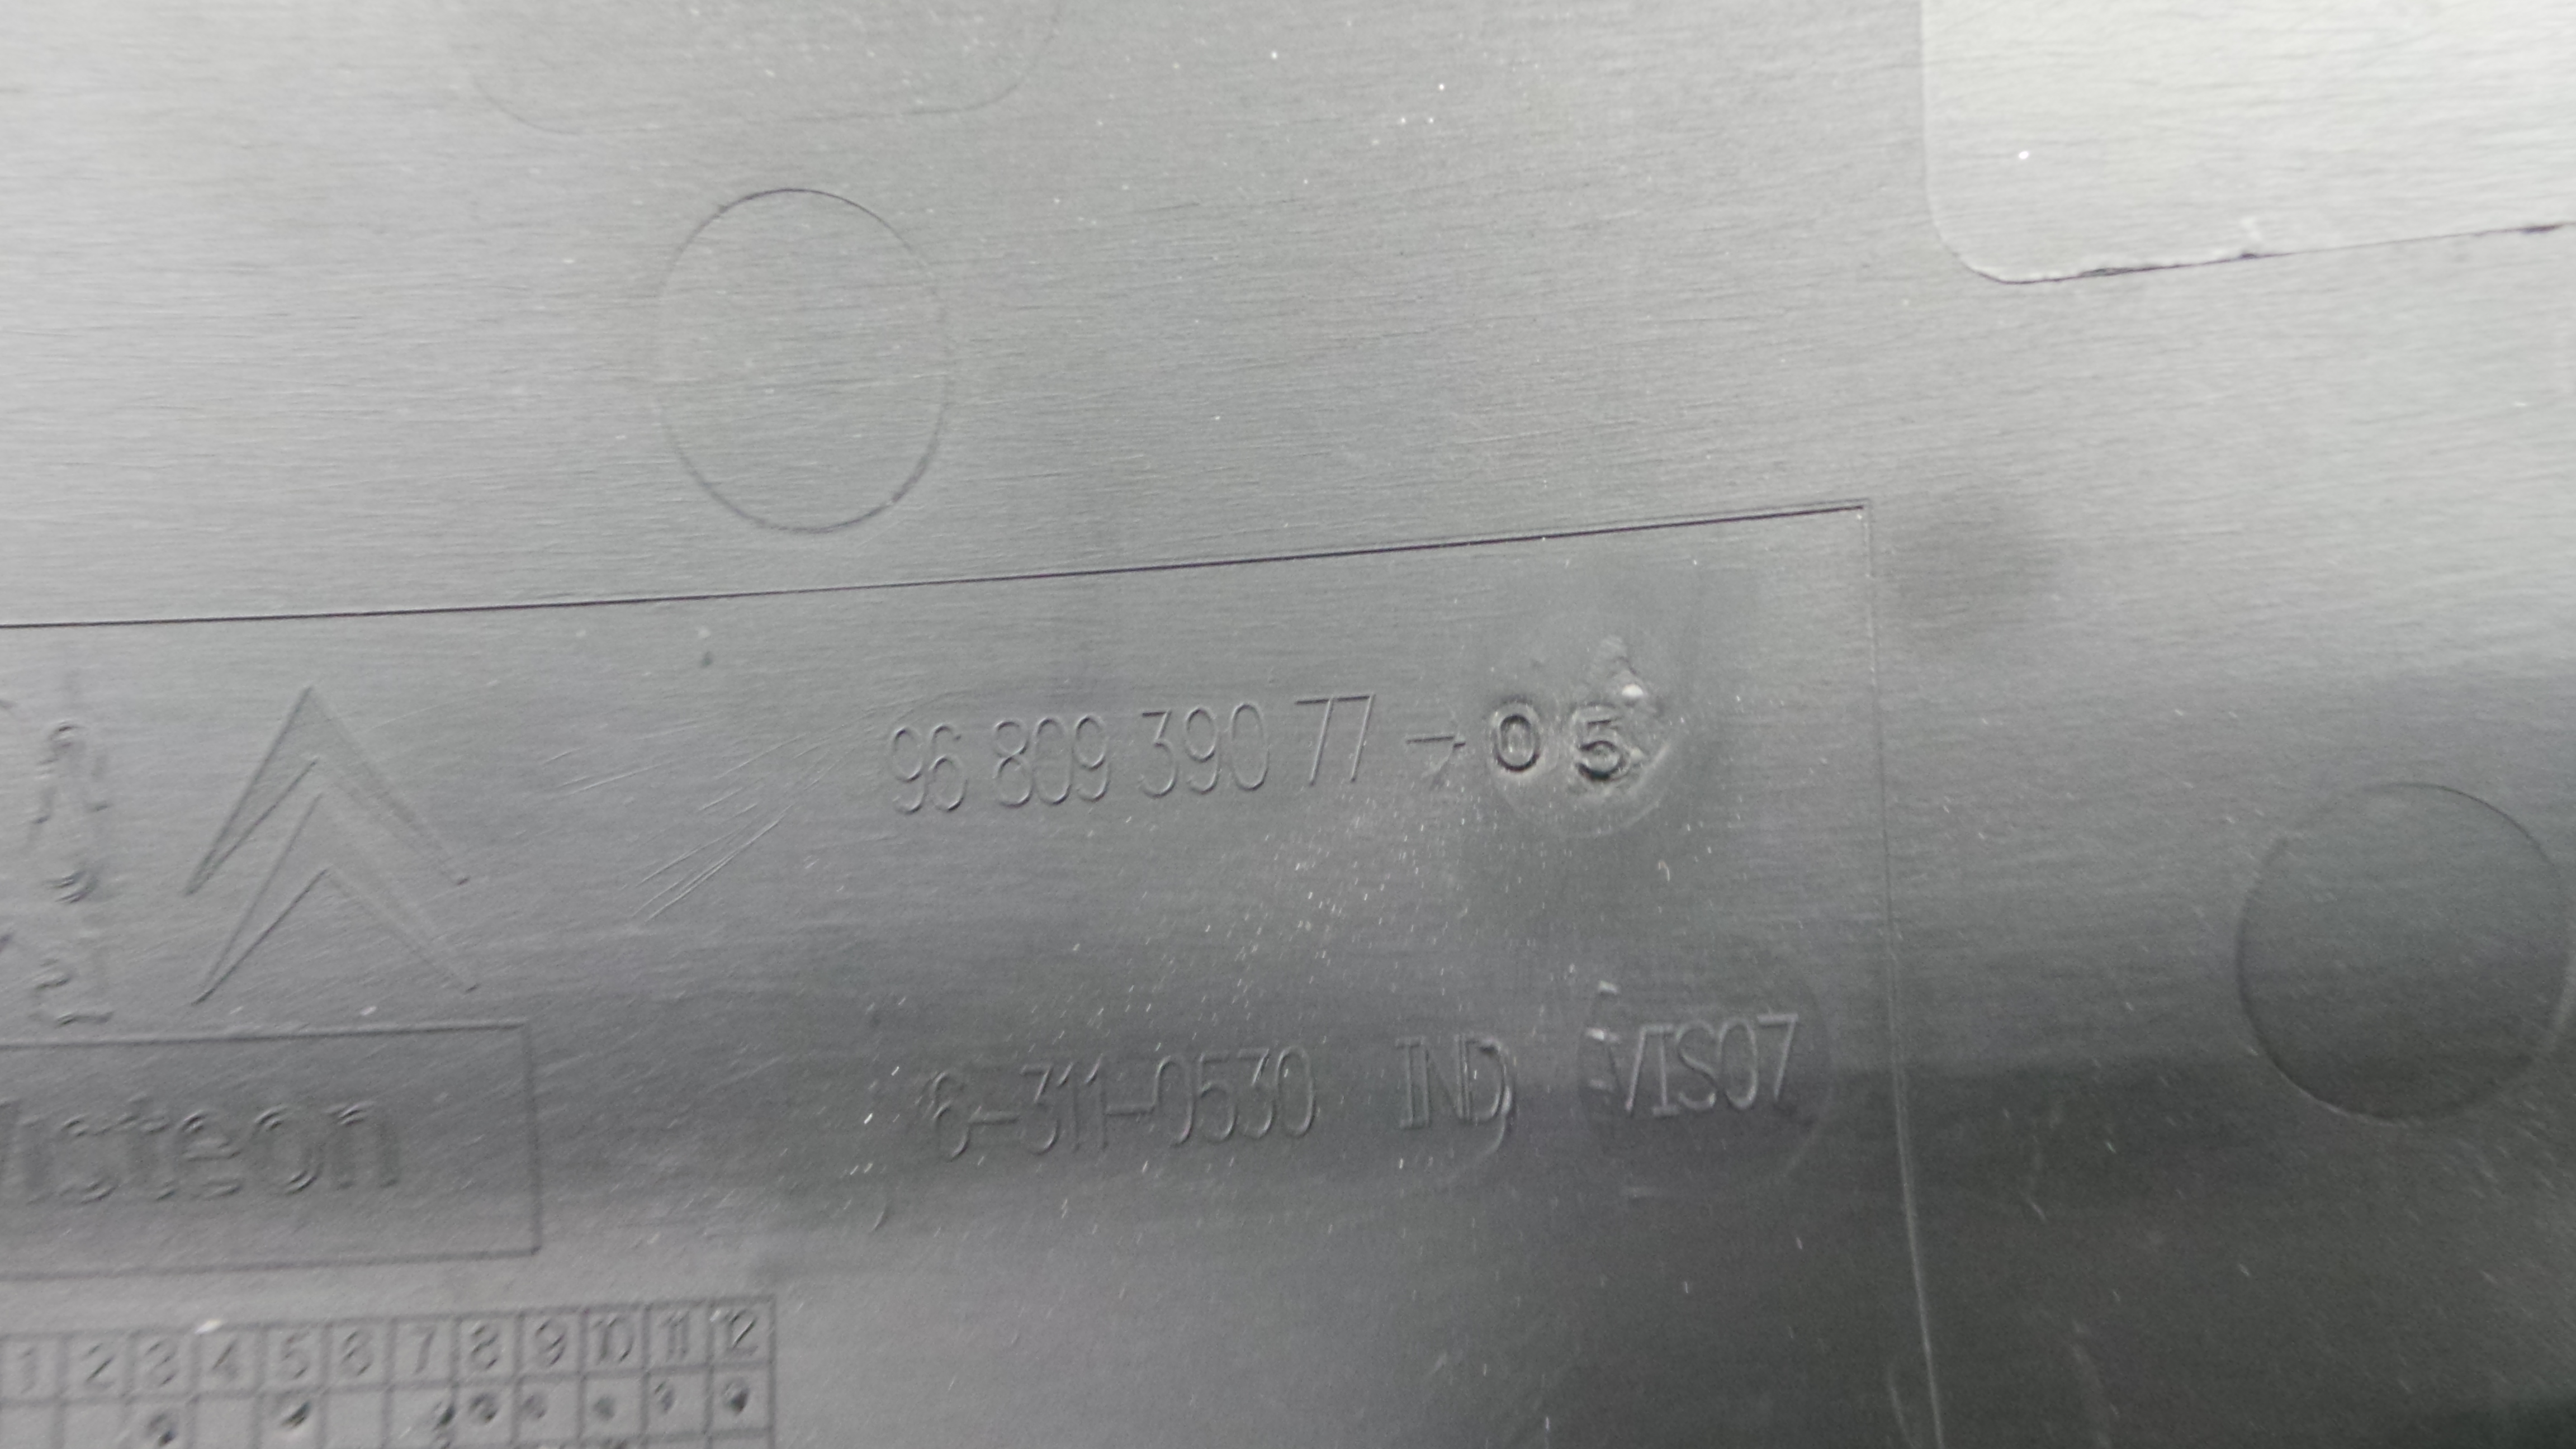 96 809 390 77 → 05
6-311-0530 IND VIS07
isteon
1 2 3 4 5 6 7 8 9 10 11 12